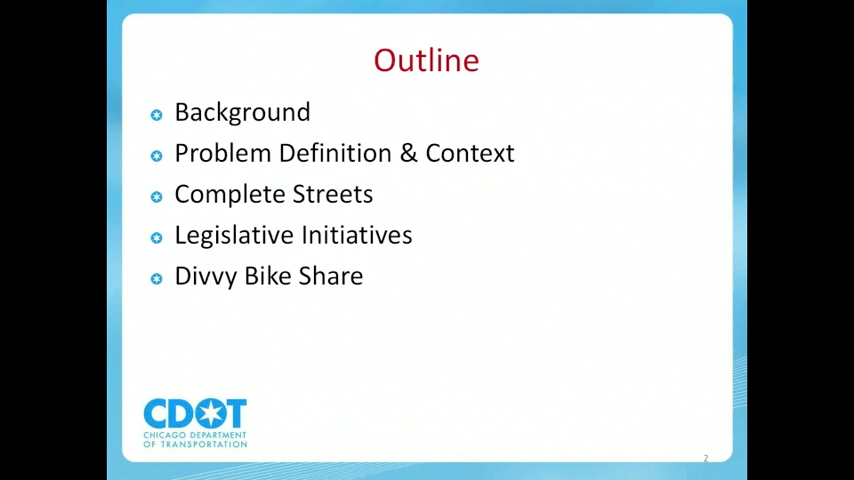 Outline
Background
Problem Definition & Context
Complete Streets
Legislative Initiatives
Divvy Bike Share
CDOT
CHICAGO DEPARTMENT
OF TRANSPORTATION
2